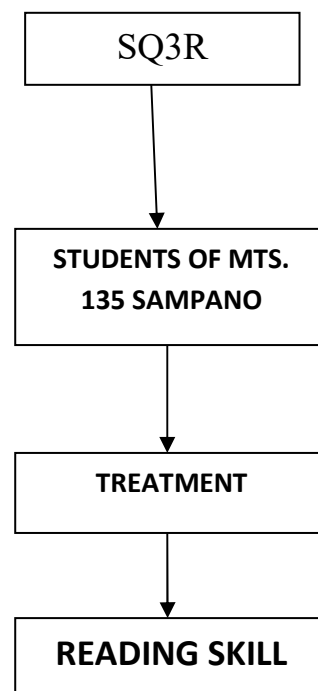 SQ3R
STUDENTS OF MTS.
135 SAMPANO
TREATMENT
READING SKILL